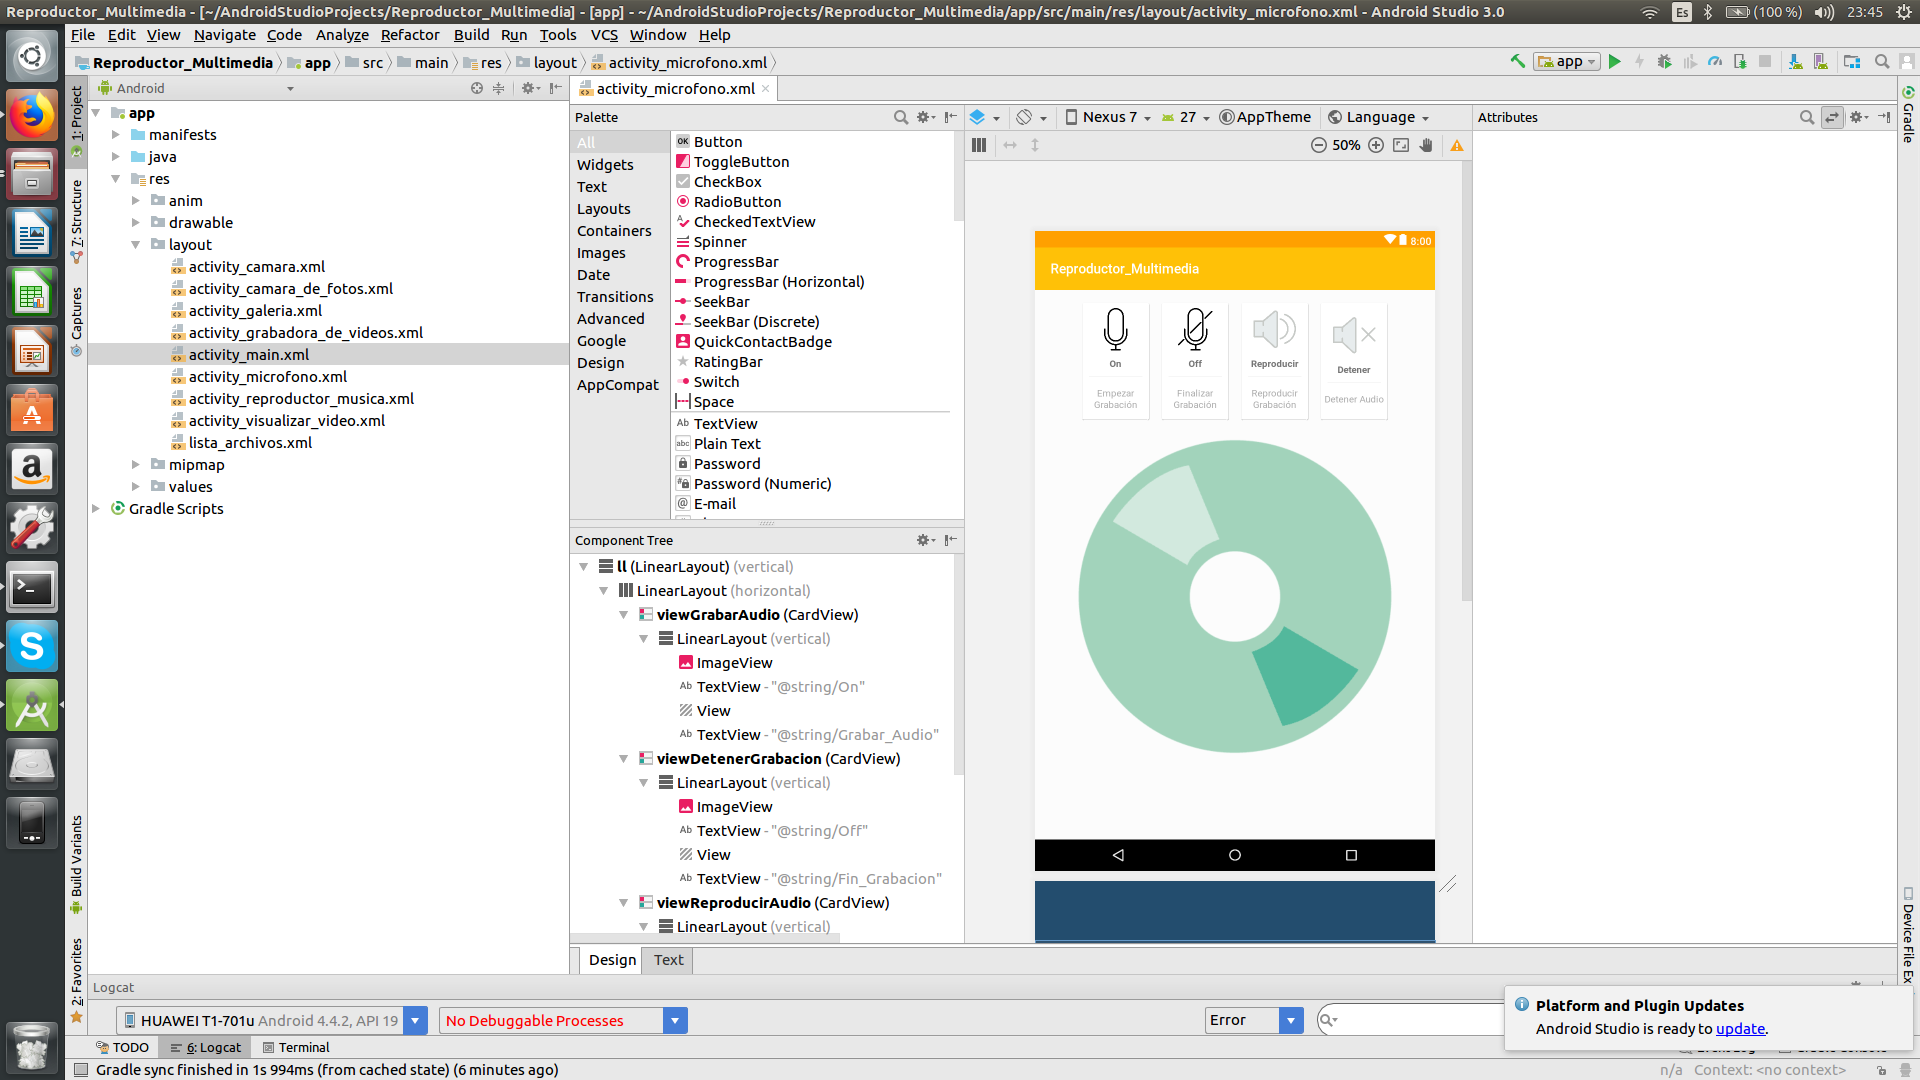 Reproductor_Multimedia - [~/AndroidStudioProjects/Reproductor_Multimedia] - [app] - ~/AndroidStudioProjects/Reproductor_Multimedia/app/src/main/res/layout/activity_microfono.xml - Android Studio 3.0
Es
(100 %)
23:45
File Edit View Navigate Code Analyze Refactor Build Run Tools VCS Window Help
Reproductor_Multimedia app src main res layout activity_microfono.xml
app
1: Project
7: Structure
Captures
Build Variants
2: Favorites
Android
app
manifests
java
res
anim
drawable
layout
activity_camara.xml
activity_camara_de_fotos.xml
activity_galeria.xml
activity_grabadora_de_videos.xml
activity_main.xml
activity_microfono.xml
activity_reproductor_musica.xml
activity_visualizar_video.xml
lista_archivos.xml
mipmap
values
Gradle Scripts
activity_microfono.xml
Palette
All
Widgets
Text
Layouts
Containers
Images
Date
Transitions
Advanced
Google
Design
AppCompat
OK Button
ToggleButton
CheckBox
RadioButton
CheckedTextView
Spinner
ProgressBar
ProgressBar (Horizontal)
SeekBar
SeekBar (Discrete)
QuickContactBadge
RatingBar
Switch
Space
Ab TextView
abc Plain Text
Password
Password (Numeric)
@ E-mail
Component Tree
ll (LinearLayout) (vertical)
LinearLayout (horizontal)
viewGrabarAudio (CardView)
LinearLayout (vertical)
ImageView
Ab TextView - "@string/On"
View
Ab TextView - "@string/Grabar_Audio"
viewDetenerGrabacion (CardView)
LinearLayout (vertical)
ImageView
Ab TextView - "@string/Off"
View
Ab TextView - "@string/Fin_Grabacion"
viewReproducirAudio (CardView)
LinearLayout (vertical)
Nexus 7 27 AppTheme Language
50%
8:00
Reproductor_Multimedia
On
Empezar
Grabación
Off
Finalizar
Grabación
Reproducir
Reproducir
Grabación
Detener
Detener Audio
Attributes
Gradle
Device File Ex
Design Text
Logcat
HUAWEI T1-701u Android 4.4.2, API 19
No Debuggable Processes
Error
Platform and Plugin Updates
Android Studio is ready to update.
TODO 6: Logcat Terminal
Gradle sync finished in 1s 994ms (from cached state) (6 minutes ago)
n/a Context: <no context>